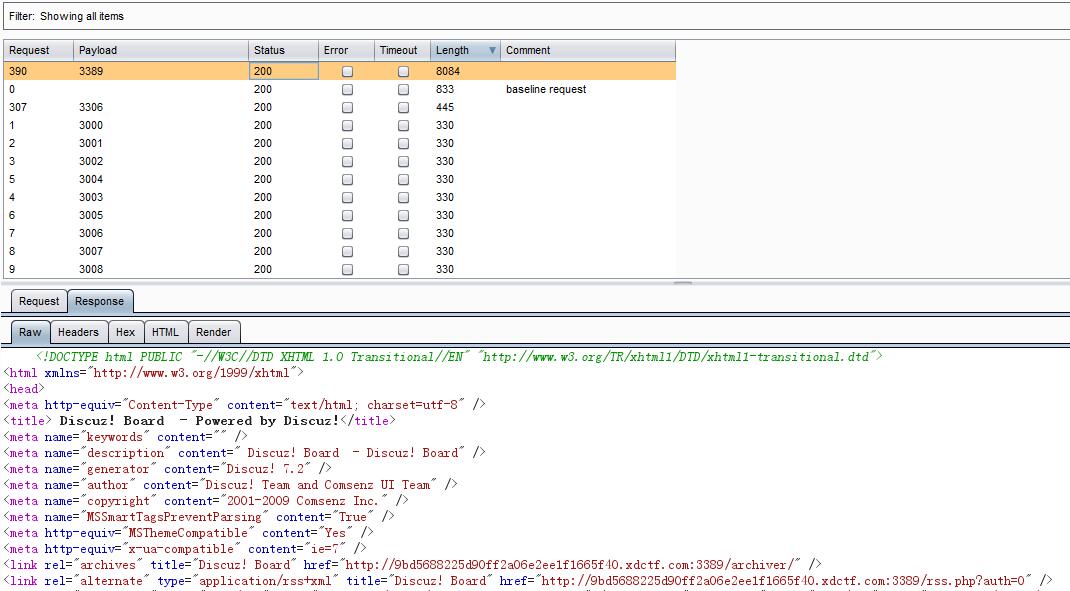 Filter: Showing all items
Request Payload Status Error Timeout Length Comment
390 3389 200 8084
0 200 833 baseline request
307 3306 200 445
1 3000 200 330
2 3001 200 330
3 3002 200 330
5 3004 200 330
4 3003 200 330
6 3005 200 330
7 3006 200 330
8 3007 200 330
9 3008 200 330
Request Response
Raw Headers Hex HTML Render
<!DOCTYPE html PUBLIC "-//W3C//DTD XHTML 1.0 Transitional//EN" "http://www.w3.org/TR/xhtml1/DTD/xhtml1-transitional.dtd">
<html xmlns="http://www.w3.org/1999/xhtml">
<head>
<meta http-equiv="Content-Type" content="text/html; charset=utf-8" />
<title> Discuz! Board - Powered by Discuz!</title>
<meta name="keywords" content="" />
<meta name="description" content=" Discuz! Board - Discuz! Board" />
<meta name="generator" content="Discuz! 7.2" />
<meta name="author" content="Discuz! Team and Comsenz UI Team" />
<meta name="copyright" content="2001-2009 Comsenz Inc." />
<meta name="MSSmartTagsPreventParsing" content="True" />
<meta http-equiv="MSThemeCompatible" content="Yes" />
<meta http-equiv="x-ua-compatible" content="ie=7" />
<link rel="archives" title="Discuz! Board" href="http://9bd5688225d90ff2a06e2ee1f1665f40.xdctf.com:3389/archiver/" />
<link rel="alternate" type="application/rss+xml" title="Discuz! Board" href="http://9bd5688225d90ff2a06e2ee1f1665f40.xdctf.com:3389/rss.php?auth=0" />